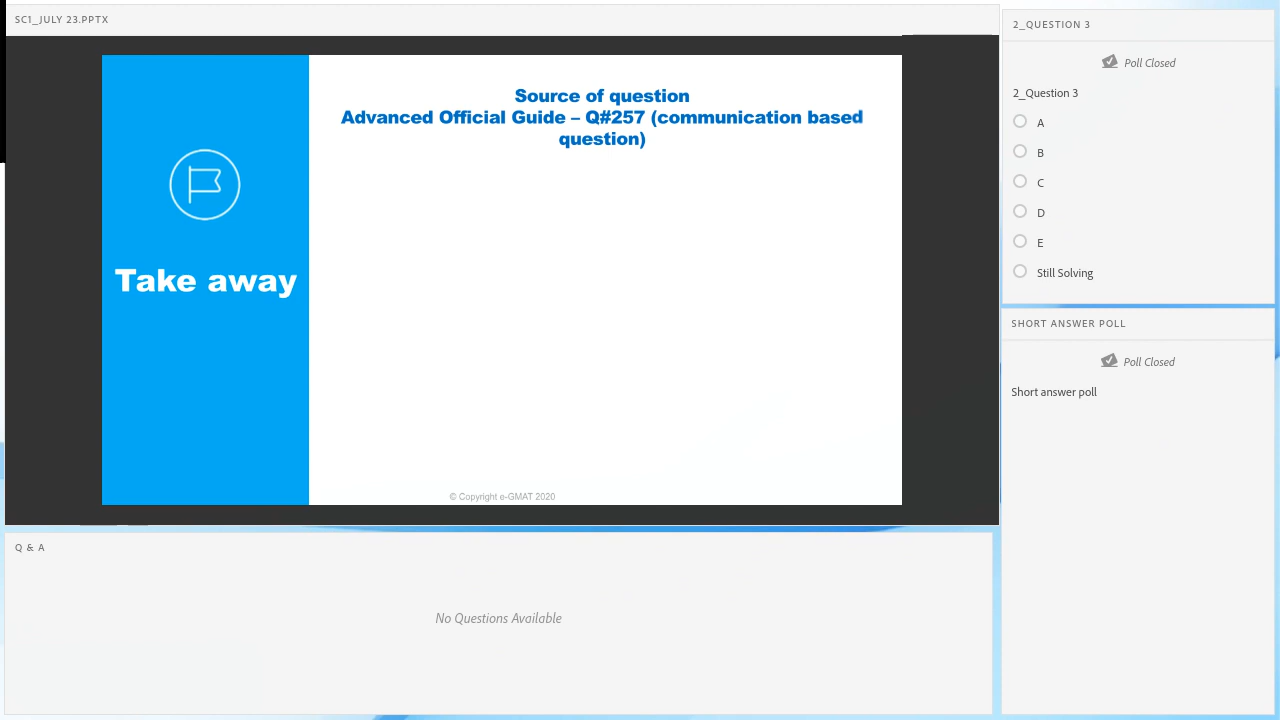 SC1_JULY 23.PPTX
Source of question
Advanced Official Guide – Q#257 (communication based
question)
Take away
© Copyright e-GMAT 2020
Q & A
No Questions Available
2_QUESTION 3
Poll Closed
2_Question 3
A
B
C
D
E
Still Solving
SHORT ANSWER POLL
Poll Closed
Short answer poll